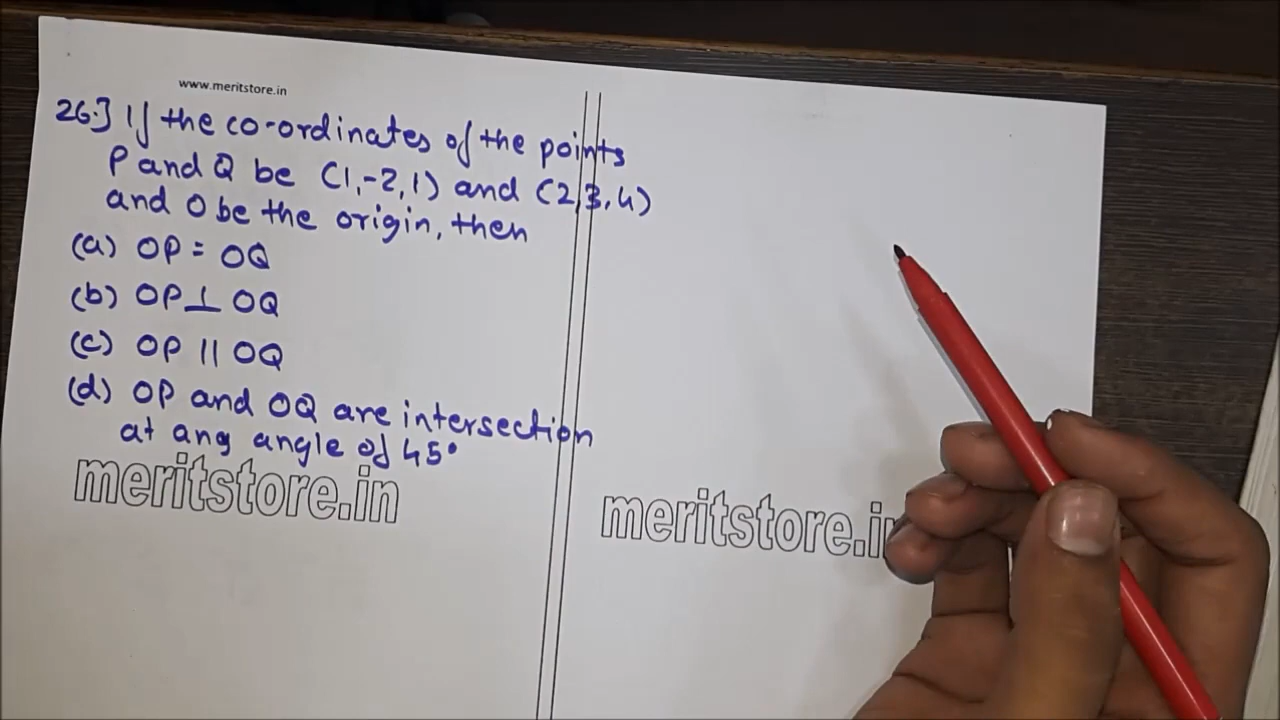 www.meritstore.in
26.] If the co-ordinates of the points
P and Q be (1,-2,1) and (2,3,4)
and O be the origin, then
(a) OP = OQ
(b) OP ⊥ OQ
(c) OP || OQ
(d) OP and OQ are intersection
at ang angle of 45°
meritstore.in
meritstore.in